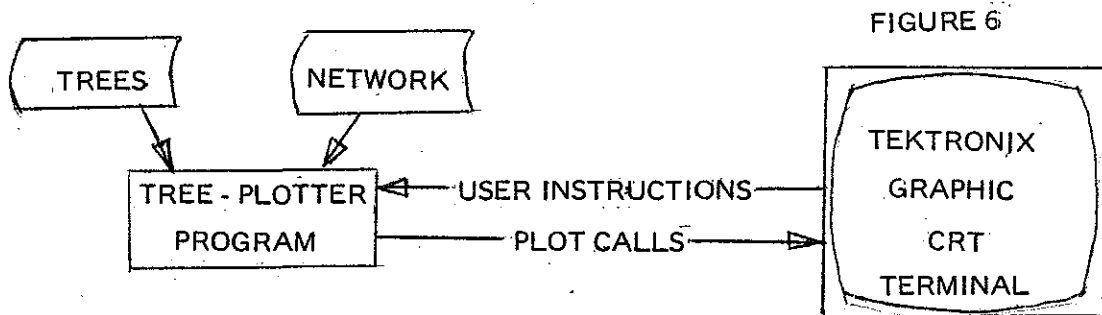 FIGURE 6
TREES
NETWORK
TREE - PLOTTER
PROGRAM
USER INSTRUCTIONS
PLOT CALLS
TEKTRONIX
GRAPHIC
CRT
TERMINAL